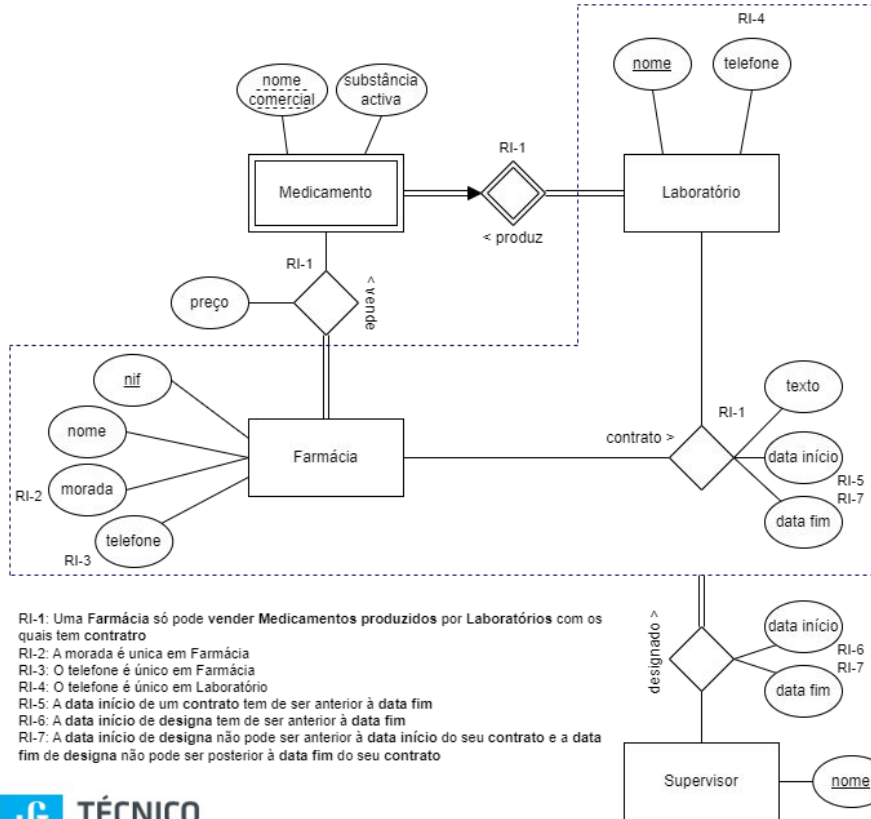 RI-4
nome
telefone
nome
comercial
substância
activa
RI-1
Medicamento
Laboratório
< produz
RI-1
< vende
preço
nif
texto
RI-1
nome
contrato >
Farmácia
data início
RI-5
RI-2
morada
RI-7
data fim
telefone
RI-3
RI-1: Uma Farmácia só pode vender Medicamentos produzidos por Laboratórios com os
quais tem contratro
RI-2: A morada é unica em Farmácia
RI-3: O telefone é único em Farmácia
RI-4: O telefone é único em Laboratório
RI-5: A data início de um contrato tem de ser anterior à data fim
RI-6: A data início de designa tem de ser anterior à data fim
RI-7: A data início de designa não pode ser anterior à data início do seu contrato e a data
fim de designa não pode ser posterior à data fim do seu contrato
designado >
data início
RI-6
RI-7
data fim
Supervisor
nome
TÉCNICO